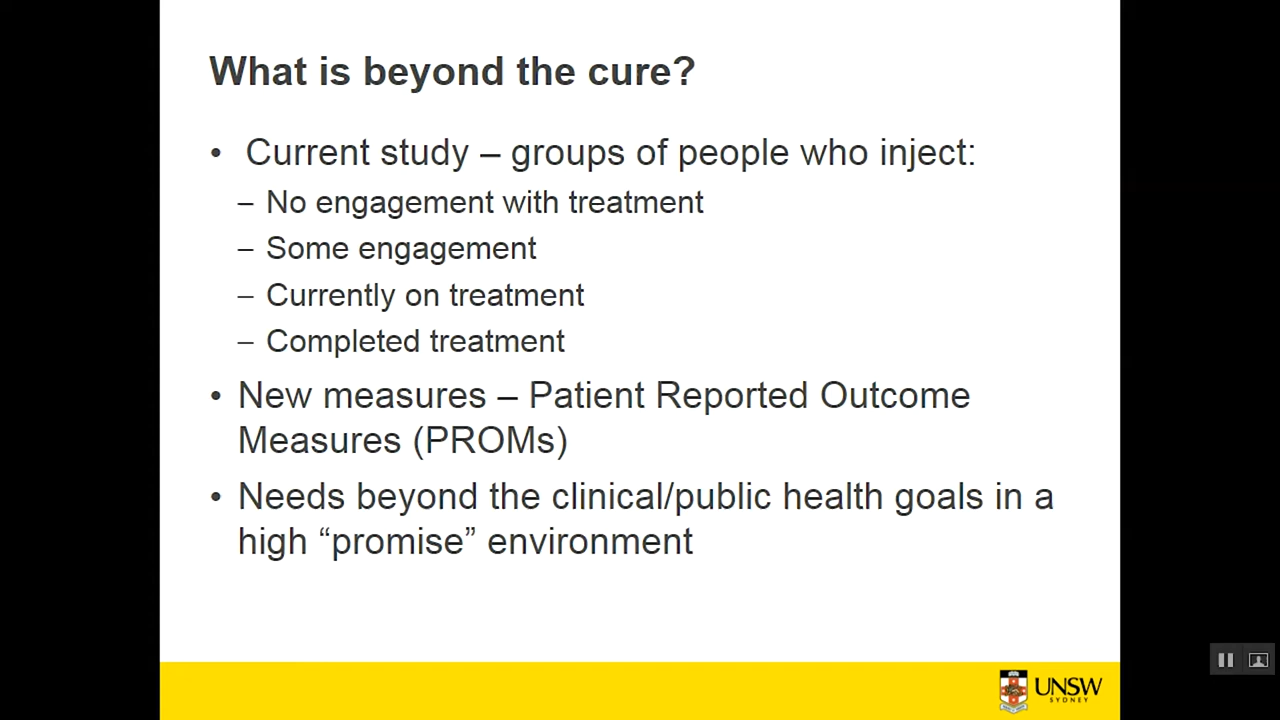 What is beyond the cure?
• Current study – groups of people who inject:
– No engagement with treatment
– Some engagement
– Currently on treatment
– Completed treatment
• New measures – Patient Reported Outcome
Measures (PROMs)
• Needs beyond the clinical/public health goals in a
high “promise” environment
UNSW
SYDNEY